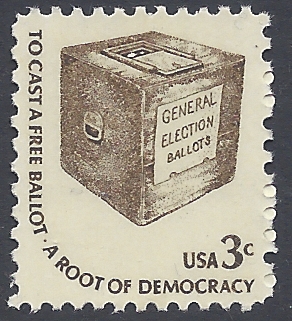 TO CAST A FREE BALLOT · A ROOT OF DEMOCRACY
GENERAL
ELECTION
BALLOTS
USA 3c